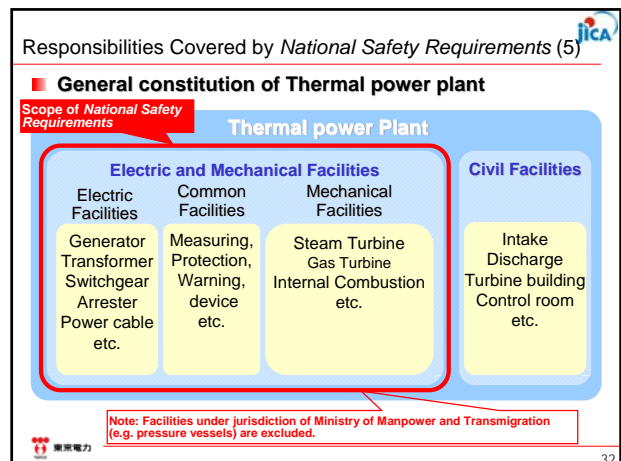 jICA
Responsibilities Covered by National Safety Requirements (5)
General constitution of Thermal power plant
Scope of National Safety
Requirements
Thermal power Plant
Electric and Mechanical Facilities
Civil Facilities
Electric
Facilities
Common
Facilities
Mechanical
Facilities
Generator
Transformer
Switchgear
Arrester
Power cable
etc.
Measuring,
Protection,
Warning,
device
etc.
Steam Turbine
Gas Turbine
Internal Combustion
etc.
Intake
Discharge
Turbine building
Control room
etc.
Note: Facilities under jurisdiction of Ministry of Manpower and Transmigration
(e.g. pressure vessels) are excluded.
東京電力
32